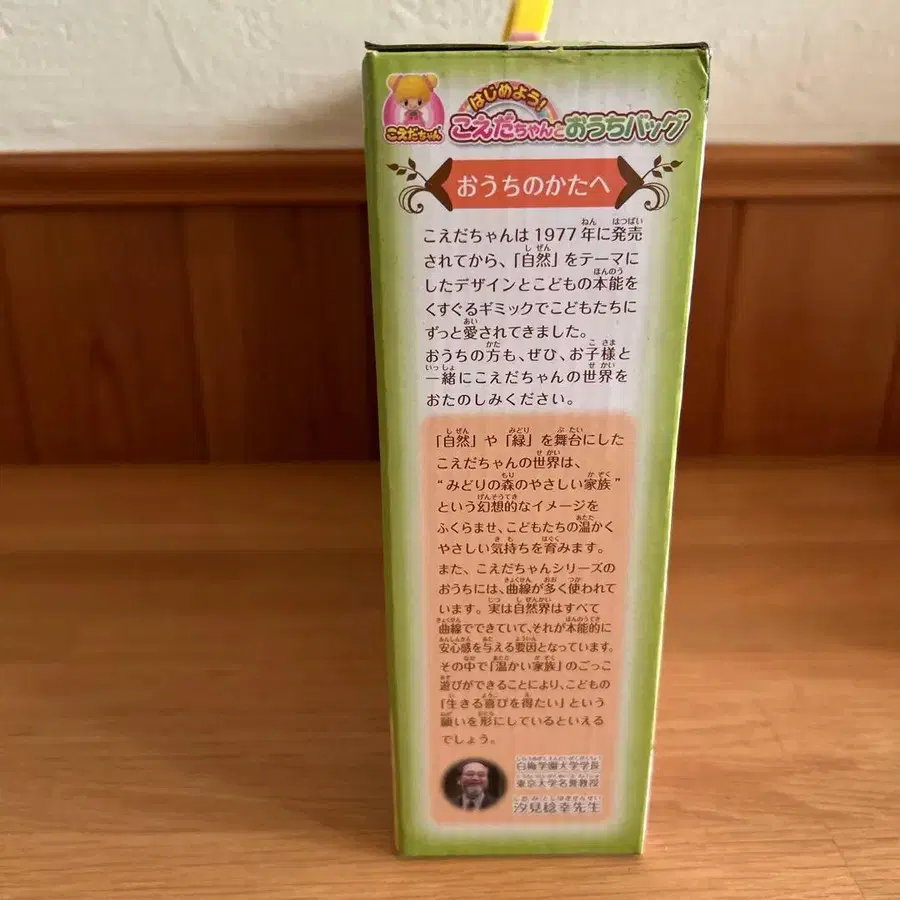 こえだちゃん
はじめよう!
こえだちゃんとおうちバッグ
おうちのかたへ
こえだちゃんは1977年に発売
されてから、「自然」をテーマに
したデザインとこどもの本能を
くすぐるギミックでこどもたちに
ずっと愛されてきました。
おうちの方も、ぜひ、お子様と
一緒にこえだちゃんの世界を
おたのしみください。
「自然」や「緑」を舞台にした
こえだちゃんの世界は、
“みどりの森のやさしい家族”
という幻想的なイメージを
ふくらませ、こどもたちの温かく
やさしい気持ちを育みます。
また、こえだちゃんシリーズの
おうちには、曲線が多く使われて
います。実は自然界はすべて
曲線でできていて、それが本能的に
安心感を与える要因となっています。
その中で「温かい家族」のごっこ
遊びができることにより、こどもの
「生きる喜びを得たい」という
願いを形にしているといえる
でしょう。
白梅学園大学学長
東京大学名誉教授
汐見稔幸先生